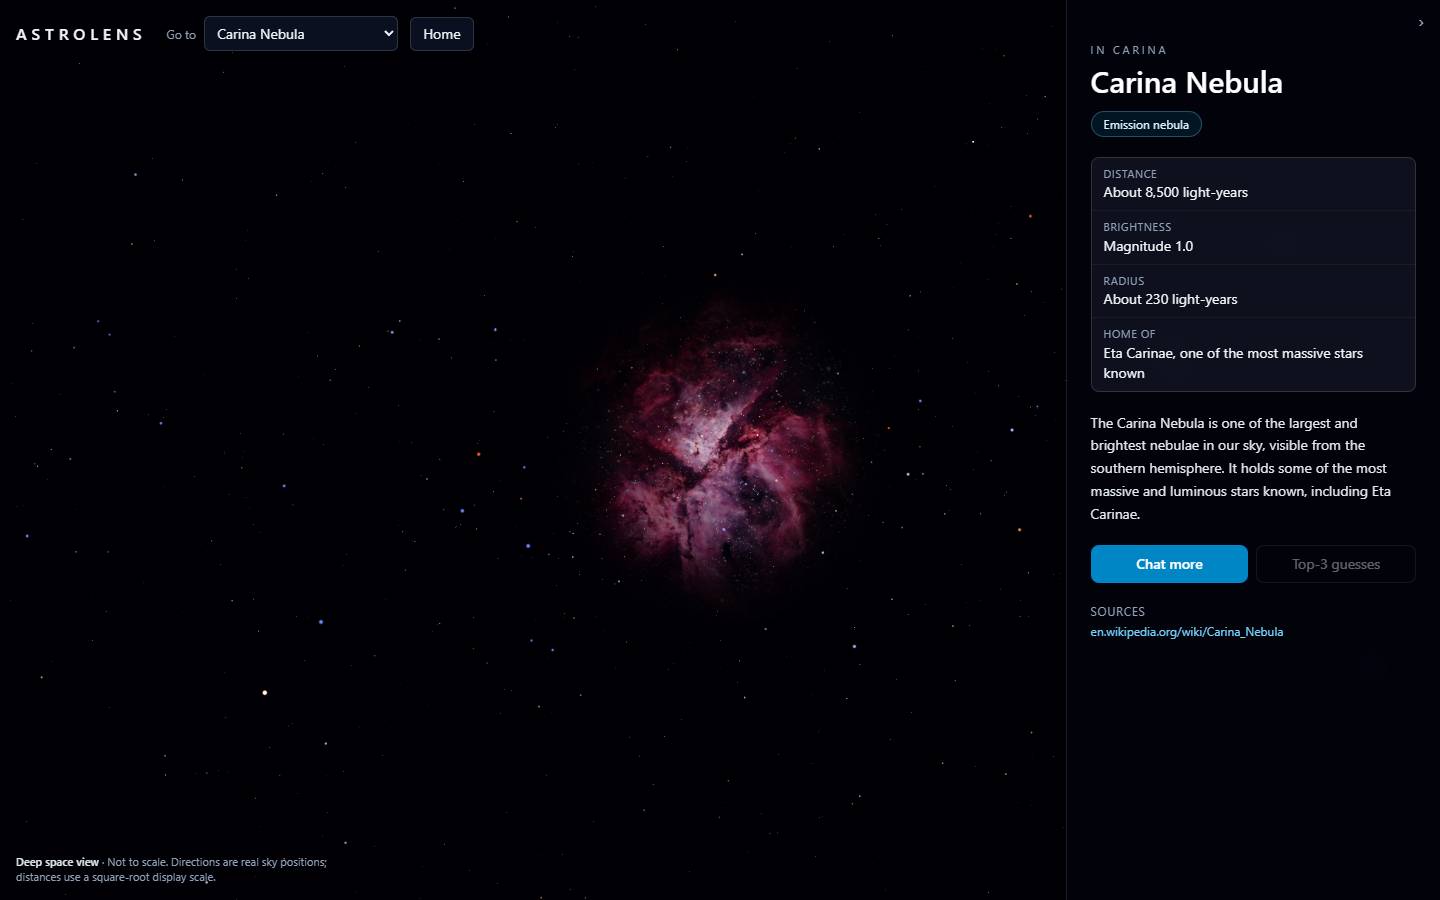 ASTROLENS Go to Carina Nebula Home
›
IN CARINA
Carina Nebula
Emission nebula
DISTANCE
About 8,500 light-years
BRIGHTNESS
Magnitude 1.0
RADIUS
About 230 light-years
HOME OF
Eta Carinae, one of the most massive stars
known
The Carina Nebula is one of the largest and
brightest nebulae in our sky, visible from the
southern hemisphere. It holds some of the most
massive and luminous stars known, including Eta
Carinae.
Chat more Top-3 guesses
SOURCES
en.wikipedia.org/wiki/Carina_Nebula
Deep space view · Not to scale. Directions are real sky positions;
distances use a square-root display scale.